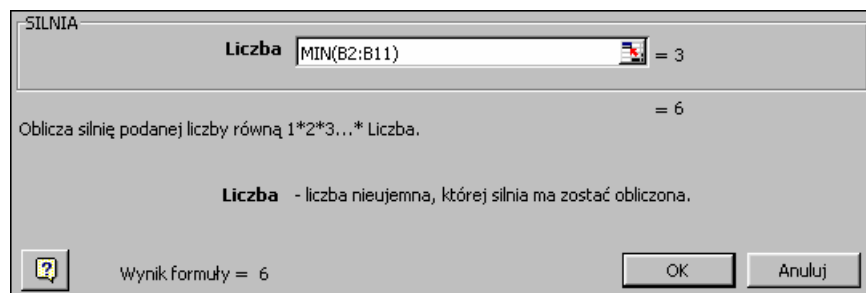 SILNIA
Liczba MIN(B2:B11) = 3
= 6
Oblicza silnię podanej liczby równą 1*2*3...* Liczba.
Liczba - liczba nieujemna, której silnia ma zostać obliczona.
Wynik formuły = 6 OK Anuluj